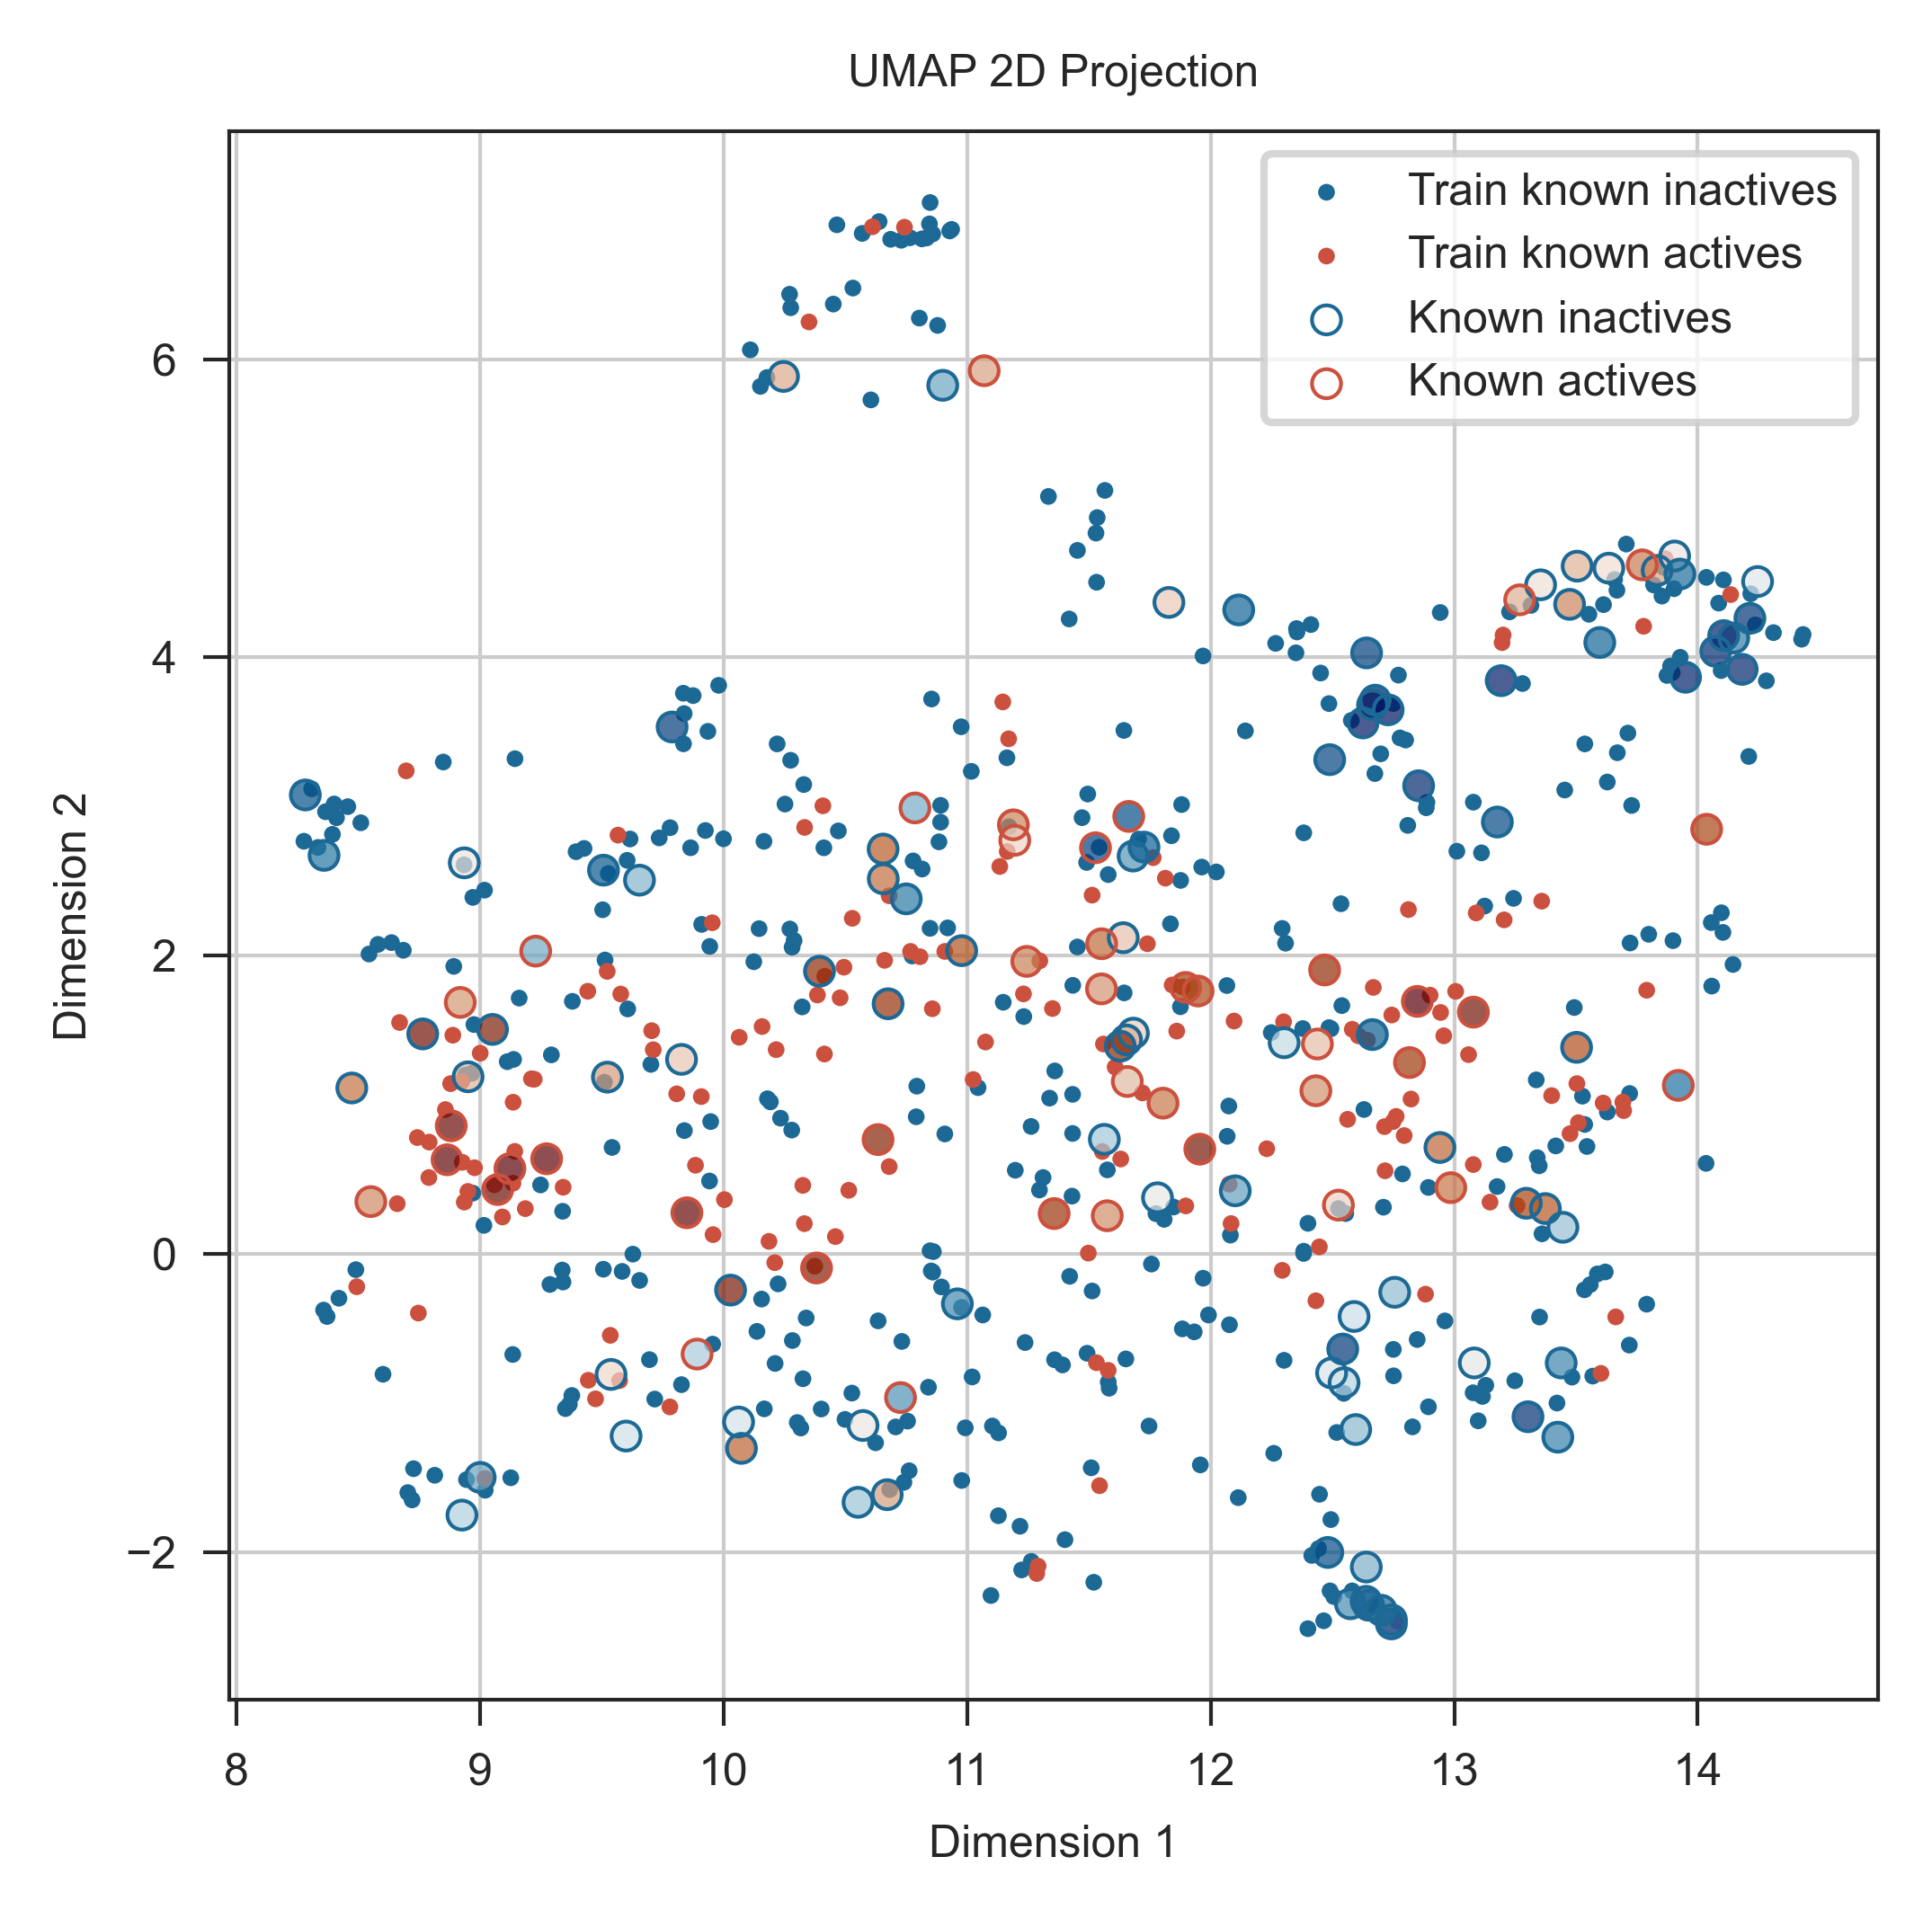 UMAP 2D Projection
Train known inactives
Train known actives
Known inactives
Known actives
6
4
2
0
−2
Dimension 2
8 9 10 11 12 13 14
Dimension 1